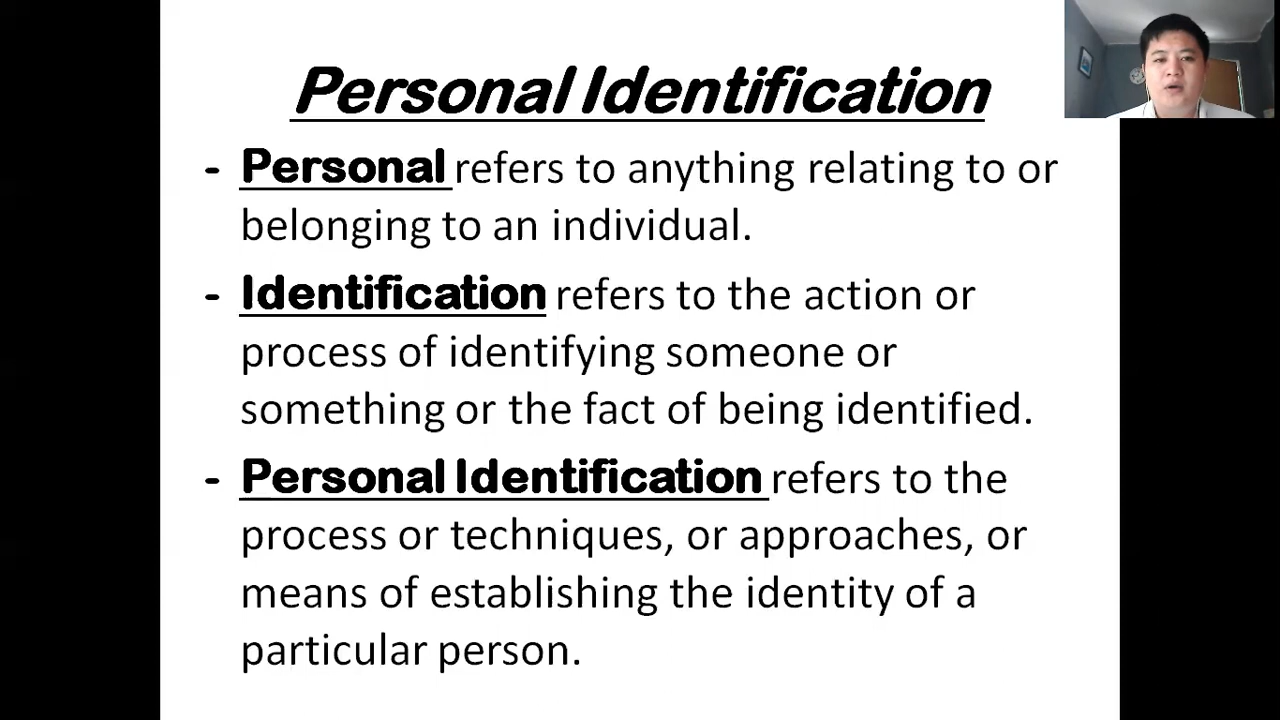 Personal Identification
- Personal refers to anything relating to or
belonging to an individual.
- Identification refers to the action or
process of identifying someone or
something or the fact of being identified.
- Personal Identification refers to the
process or techniques, or approaches, or
means of establishing the identity of a
particular person.